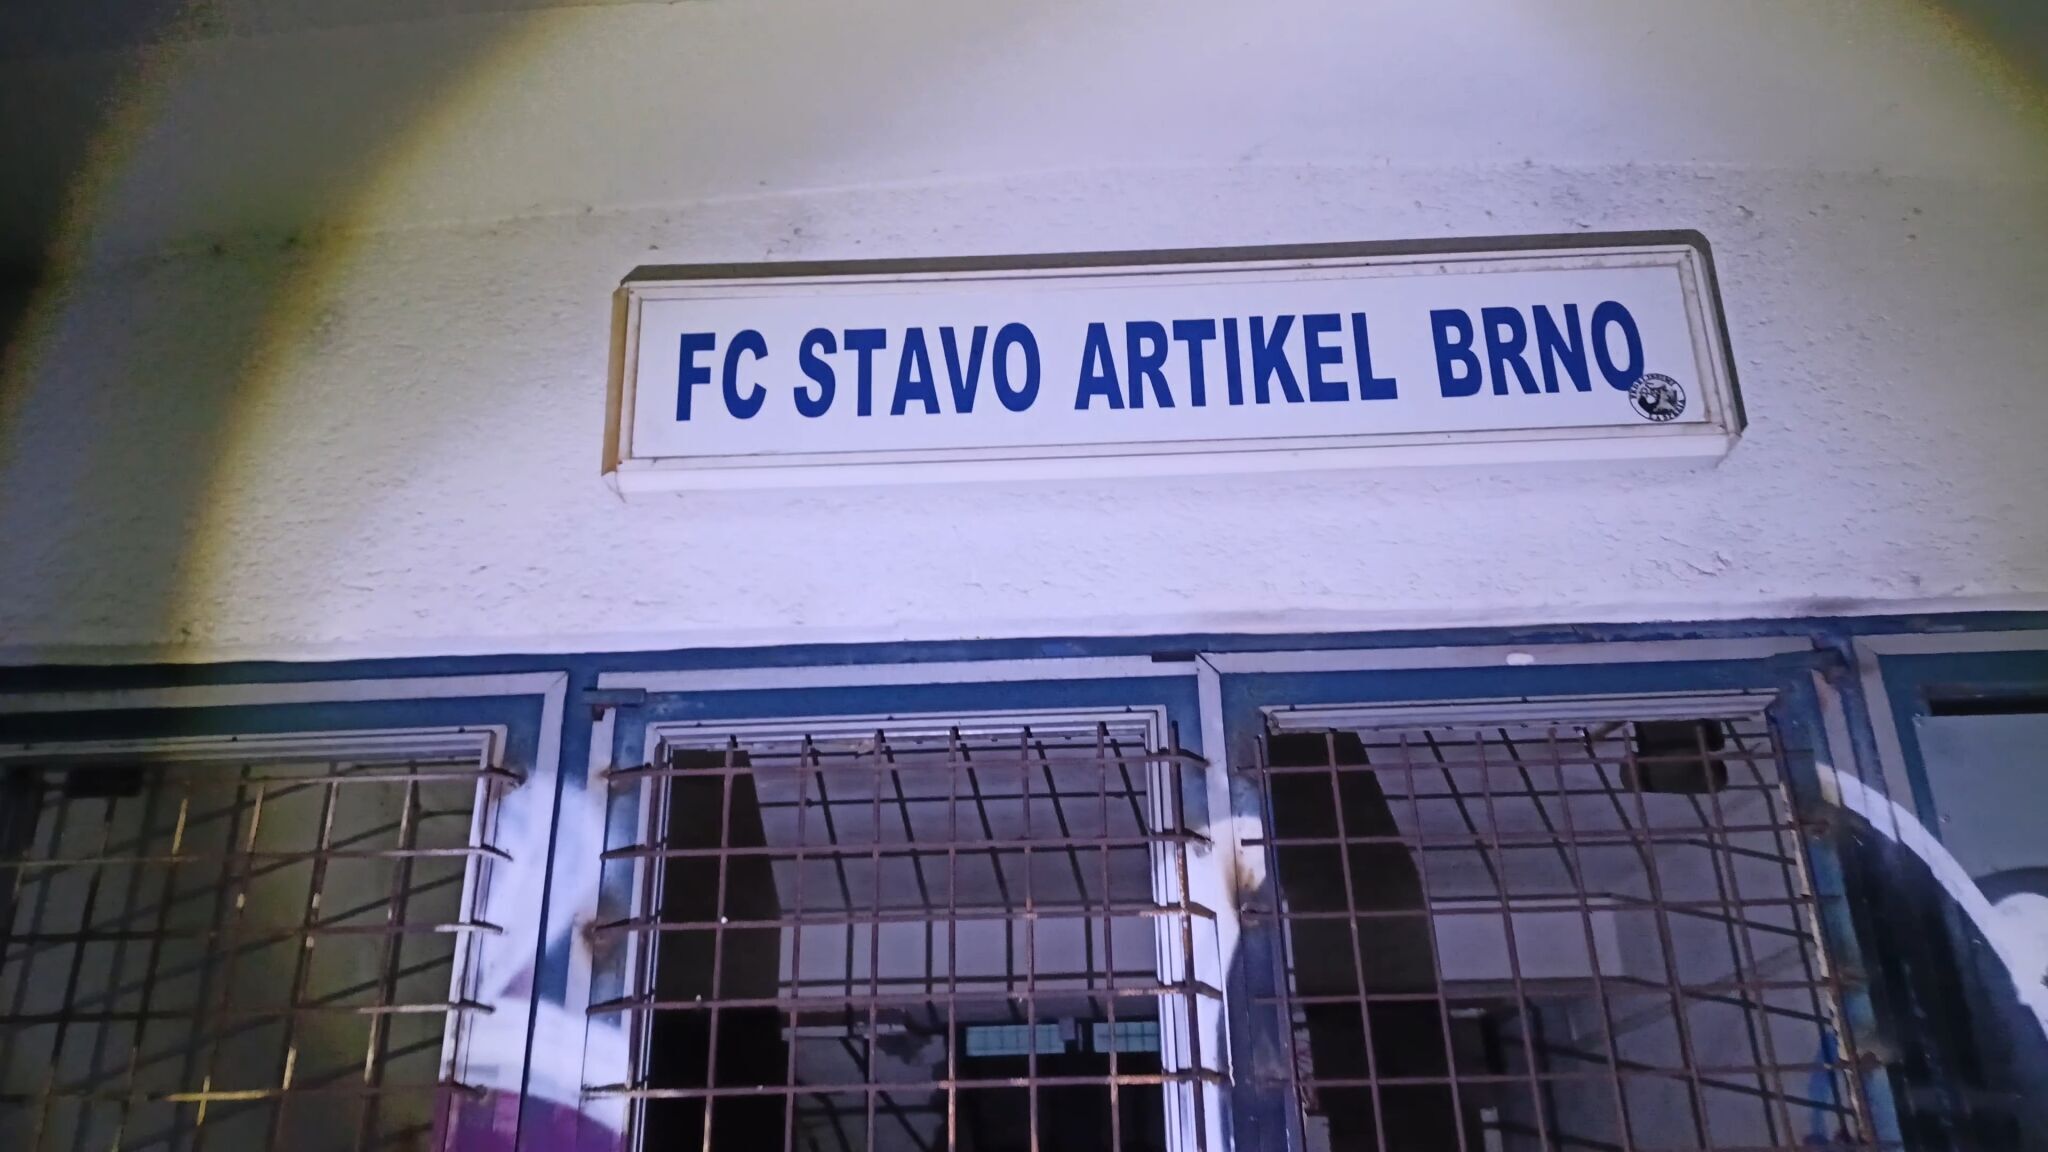 FC STAVO ARTIKEL BRNO